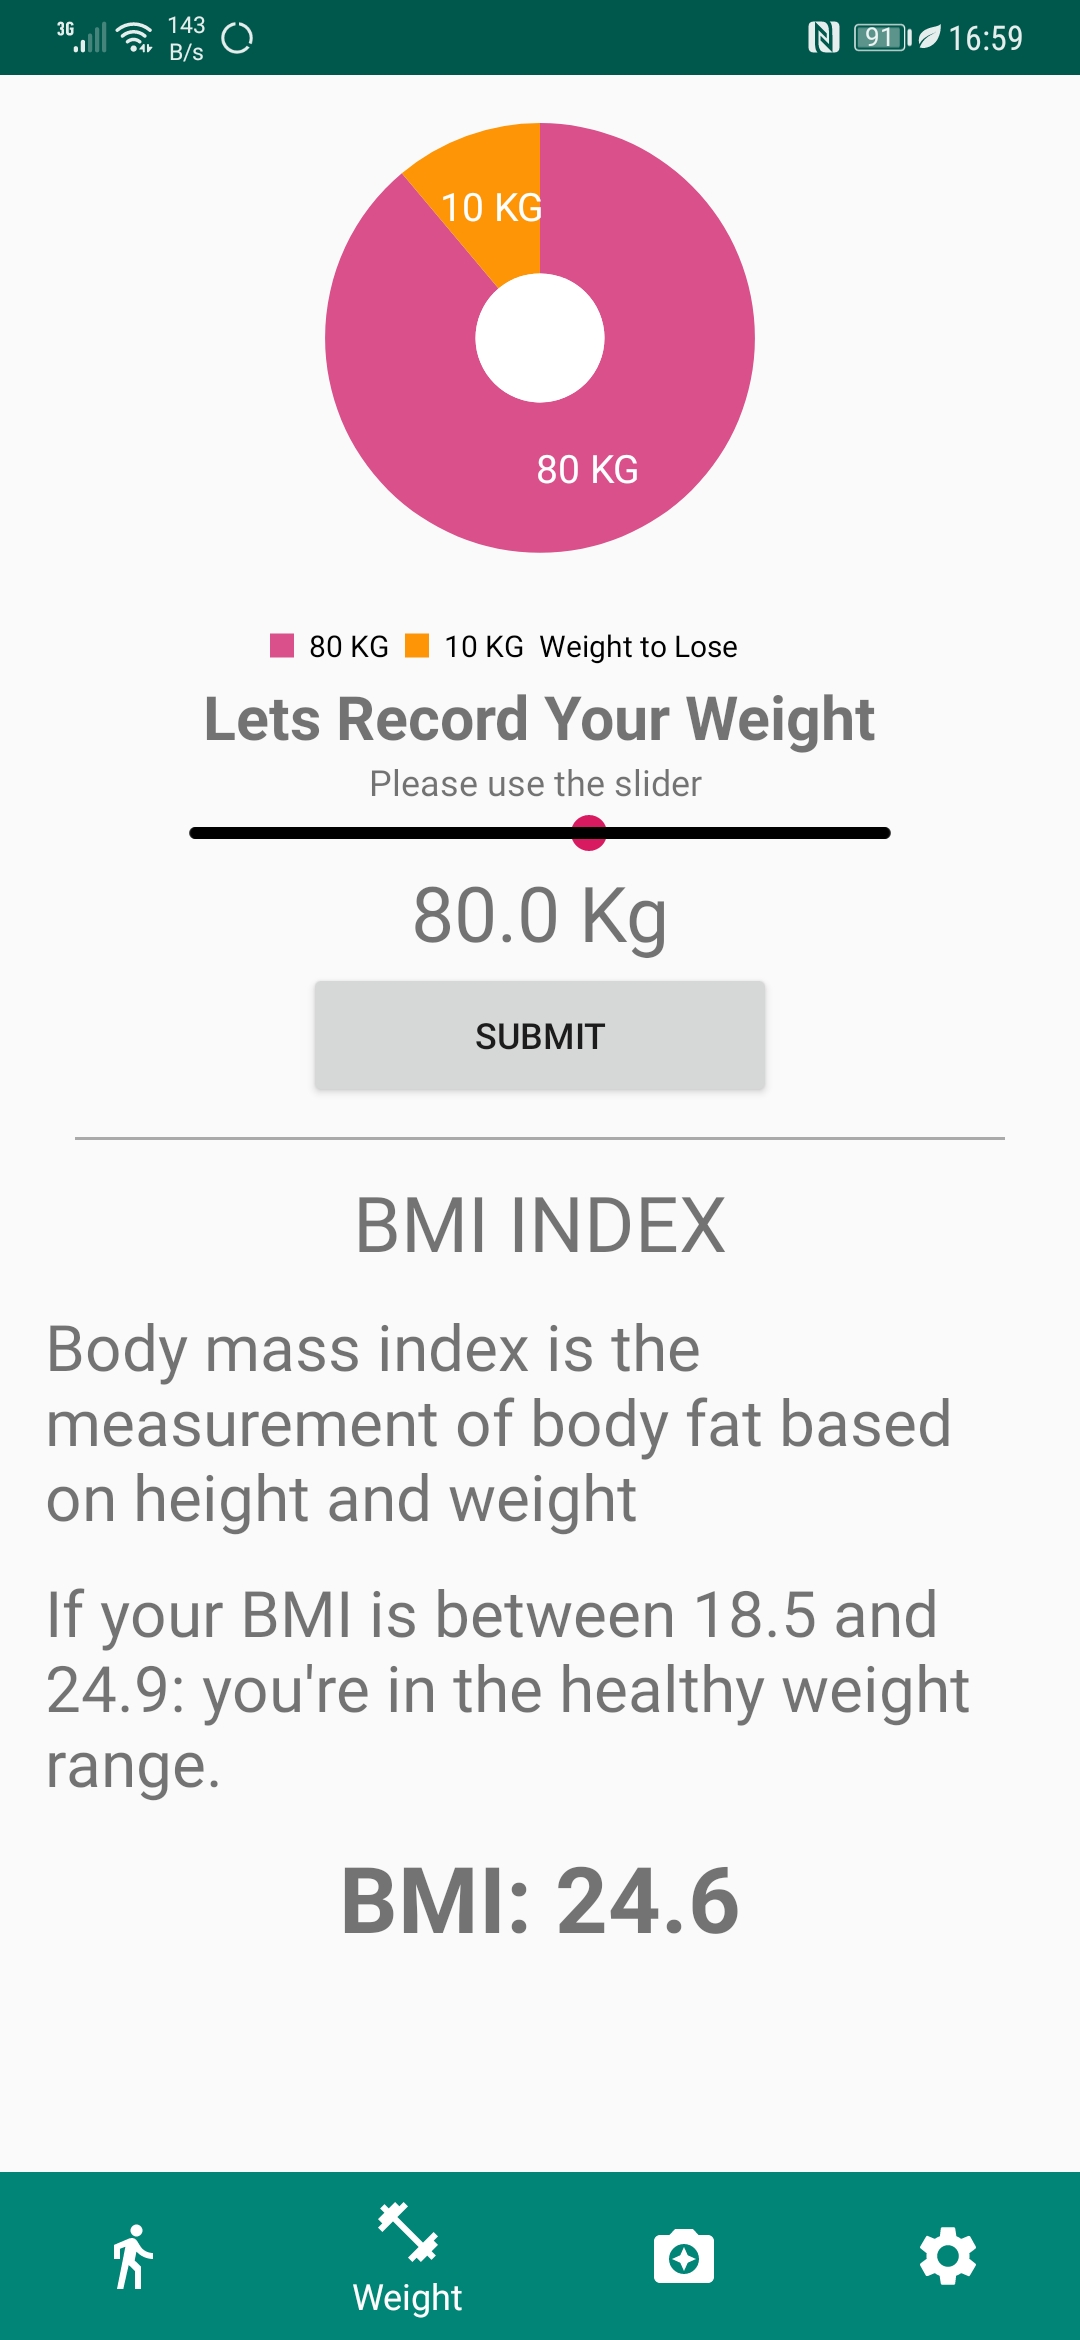 3G 143 B/s 91 16:59
10 KG
80 KG
80 KG 10 KG Weight to Lose
Lets Record Your Weight
Please use the slider
80.0 Kg
SUBMIT
BMI INDEX
Body mass index is the
measurement of body fat based
on height and weight
If your BMI is between 18.5 and
24.9: you're in the healthy weight
range.
BMI: 24.6
Weight